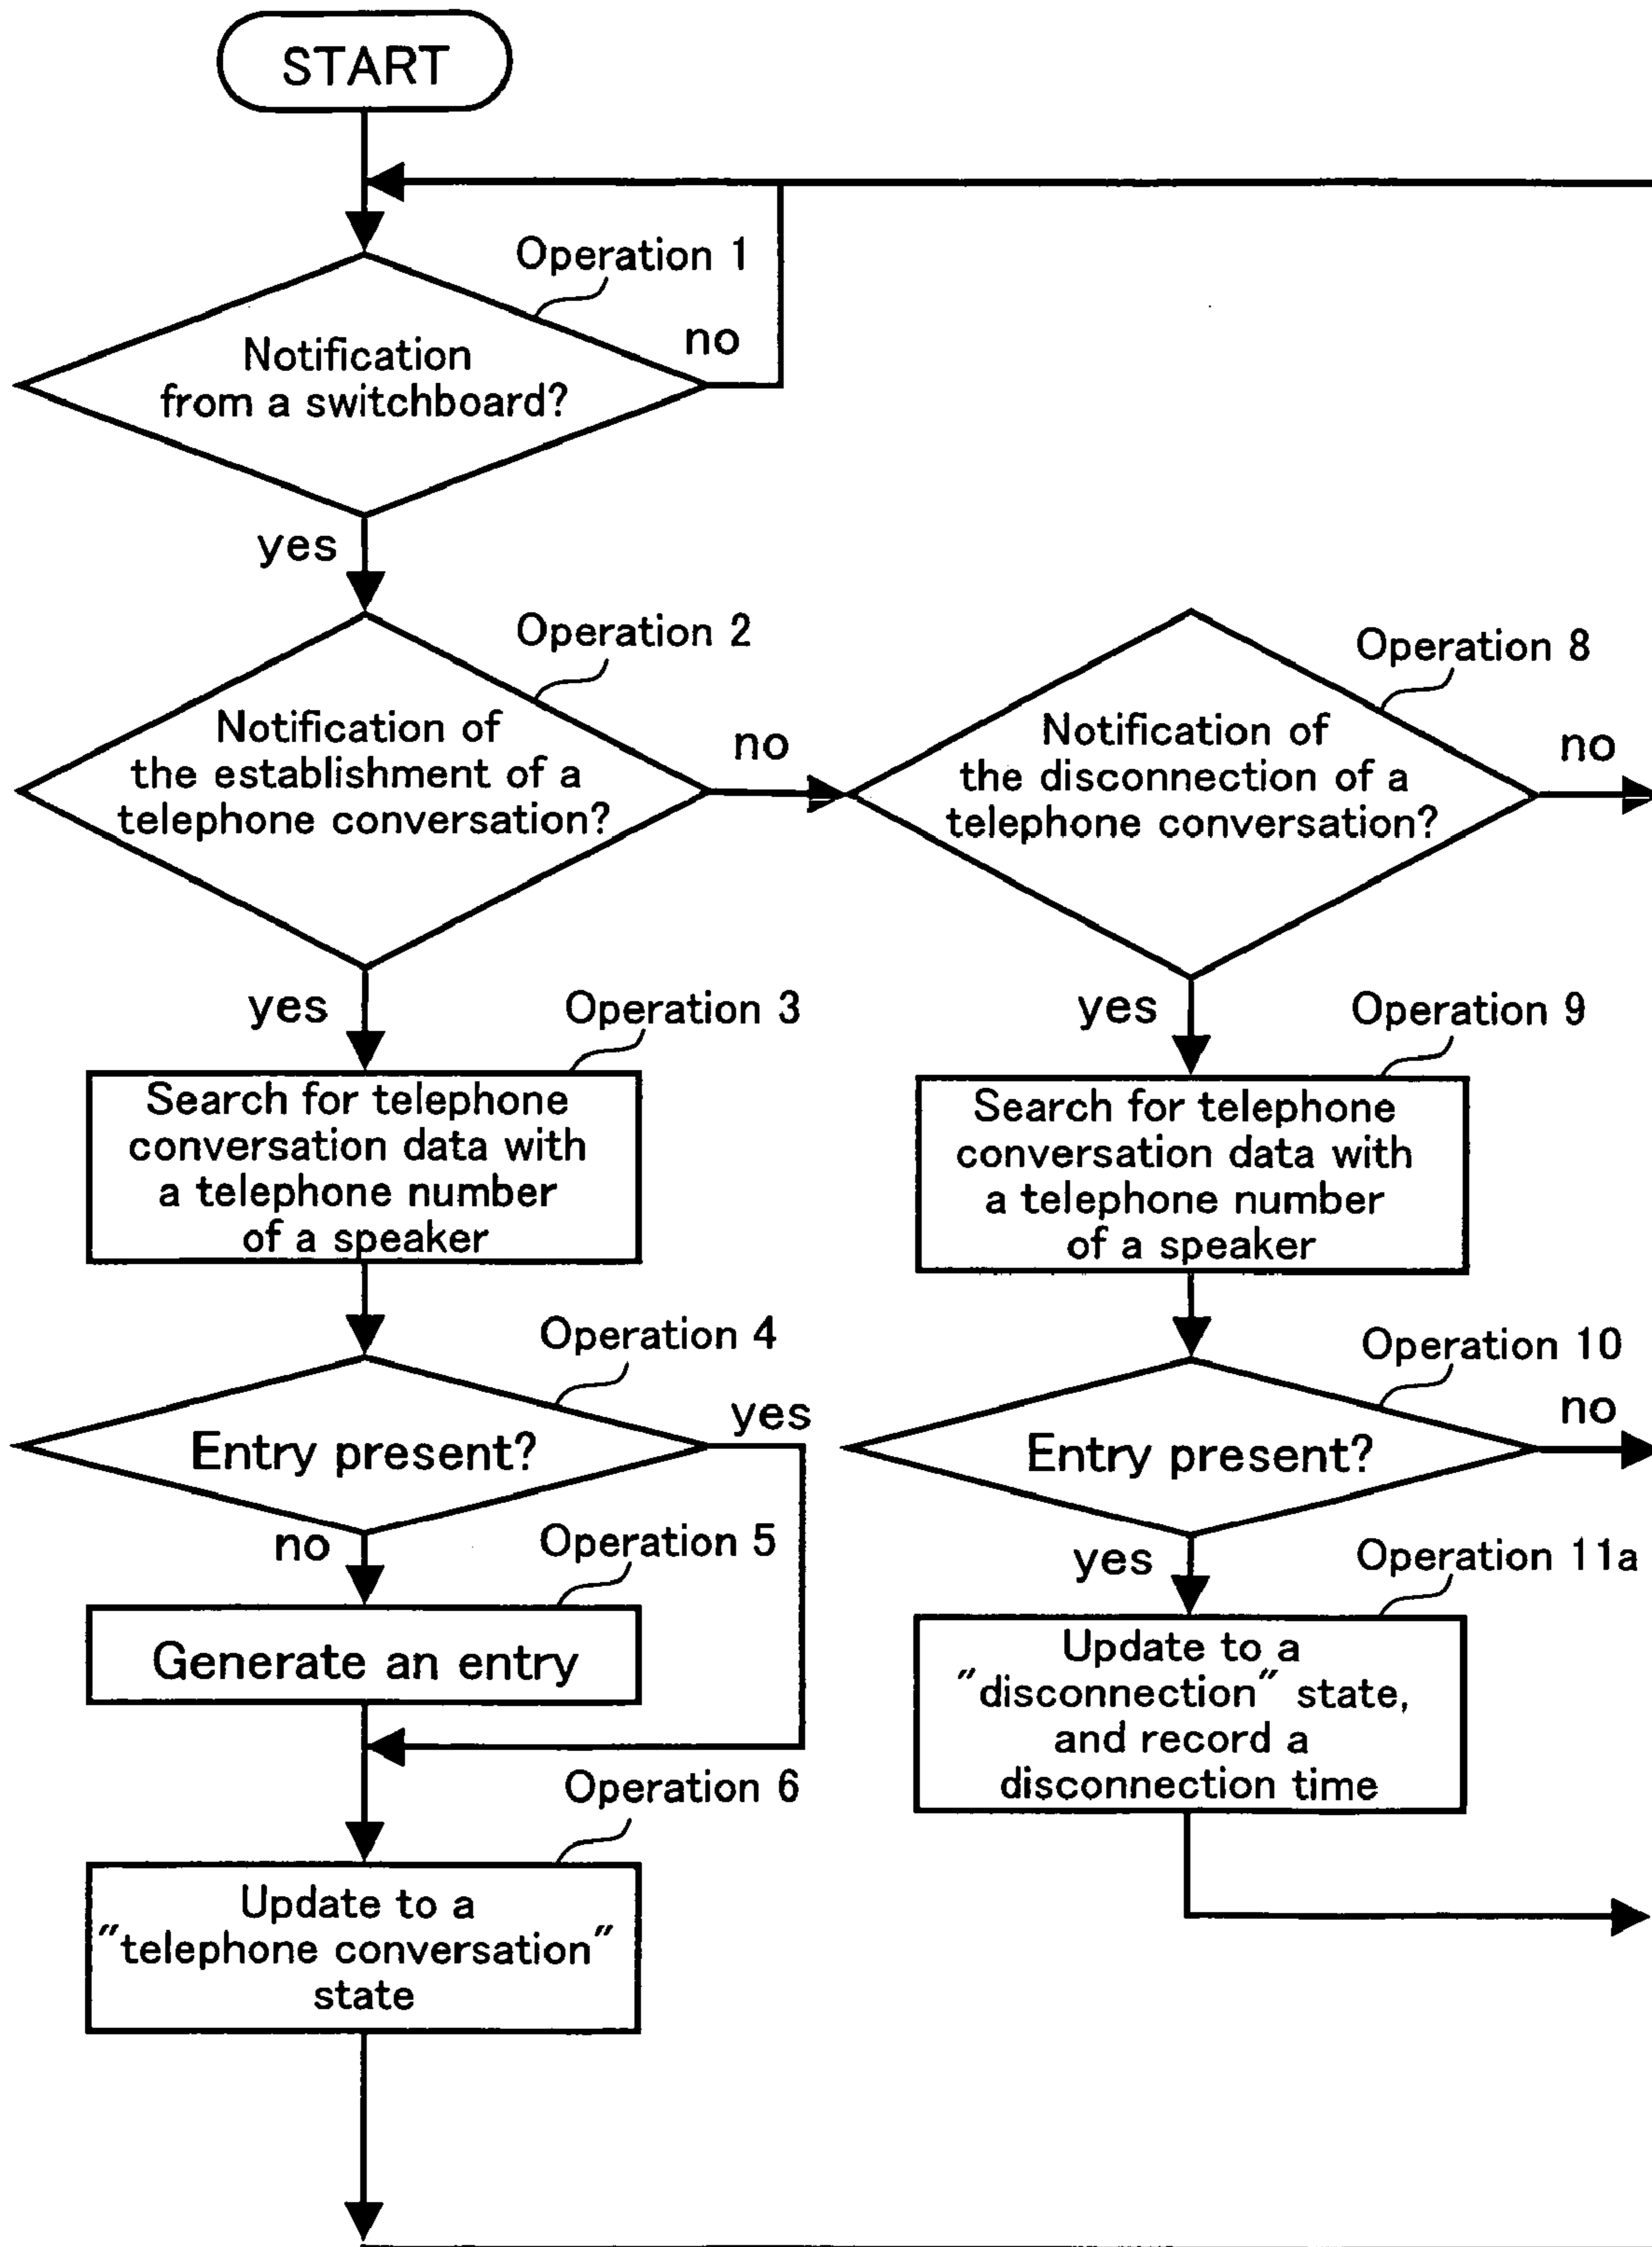 START
Operation 1
Notification
from a switchboard?
no
yes
Operation 2
Notification of
the establishment of a
telephone conversation?
no
Operation 8
Notification of
the disconnection of a
telephone conversation?
no
yes
Operation 3
Search for telephone
conversation data with
a telephone number
of a speaker
yes
Operation 9
Search for telephone
conversation data with
a telephone number
of a speaker
Operation 4
Entry present?
yes
no
Operation 5
Generate an entry
Operation 10
Entry present?
no
yes
Operation 11a
Update to a
"disconnection" state,
and record a
disconnection time
Operation 6
Update to a
"telephone conversation"
state